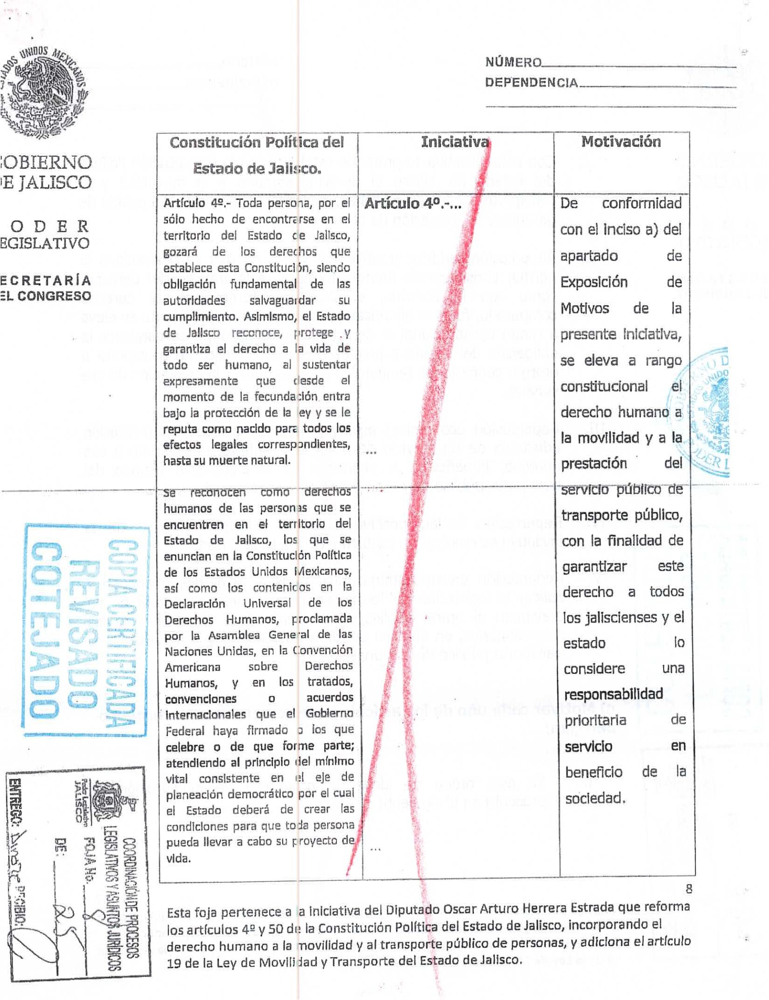 UNIDOS MEXICANOS
NÚMERO
DEPENDENCIA
OBIERNO
E JALISCO
ODER
EGISLATIVO
ECRETARÍA
EL CONGRESO
Constitución Política del
Estado de Jalisco.
Iniciativa
Motivación
Artículo 4º.- Toda persona, por el
sólo hecho de encontrarse en el
territorio del Estado de Jalisco,
gozará de los derechos que
establece esta Constitución, siendo
obligación fundamental de las
autoridades salvaguardar su
cumplimiento. Asimismo, el Estado
de Jalisco reconoce, protege y
garantiza el derecho a la vida de
todo ser humano, al sustentar
expresamente que desde el
momento de la fecundación entra
bajo la protección de la ley y se le
reputa como nacido para todos los
efectos legales correspondientes,
hasta su muerte natural.
Se reconocen como derechos
humanos de las personas que se
encuentren en el territorio del
Estado de Jalisco, los que se
enuncian en la Constitución Política
de los Estados Unidos Mexicanos,
así como los contenidos en la
Declaración Universal de los
Derechos Humanos, proclamada
por la Asamblea General de las
Naciones Unidas, en la Convención
Americana sobre Derechos
Humanos, y en los tratados,
convenciones o acuerdos
Internacionales que el Gobierno
Federal haya firmado o los que
celebre o de que forme parte;
atendiendo al principio del mínimo
vital consistente en el eje de
planeación democrático por el cual
el Estado deberá de crear las
condiciones para que toda persona
pueda llevar a cabo su proyecto de
vida.
Artículo 4º.-...
...
...
De conformidad
con el inciso a) del
apartado de
Exposición de
Motivos de la
presente iniciativa,
se eleva a rango
constitucional el
derecho humano a
la movilidad y a la
prestación del
servicio público de
transporte público,
con la finalidad de
garantizar este
derecho a todos
los jaliscienses y el
estado lo
considere una
responsabilidad
prioritaria de
servicio en
beneficio de la
sociedad.
COPIA CERTIFICADA
REVISADO
COTEJADO
COORDINACIÓN DE PROCESOS
LEGISLATIVOS Y ASUNTOS JURÍDICOS
Poder Legislativo
JALISCO
FOJA No. 8
DE: 25
ENTREGO:
RECIBIO:
8
Esta foja pertenece a la Iniciativa del Diputado Oscar Arturo Herrera Estrada que reforma
los artículos 4º y 50 de la Constitución Política del Estado de Jalisco, incorporando el
derecho humano a la movilidad y al transporte público de personas, y adiciona el artículo
19 de la Ley de Movilidad y Transporte del Estado de Jalisco.